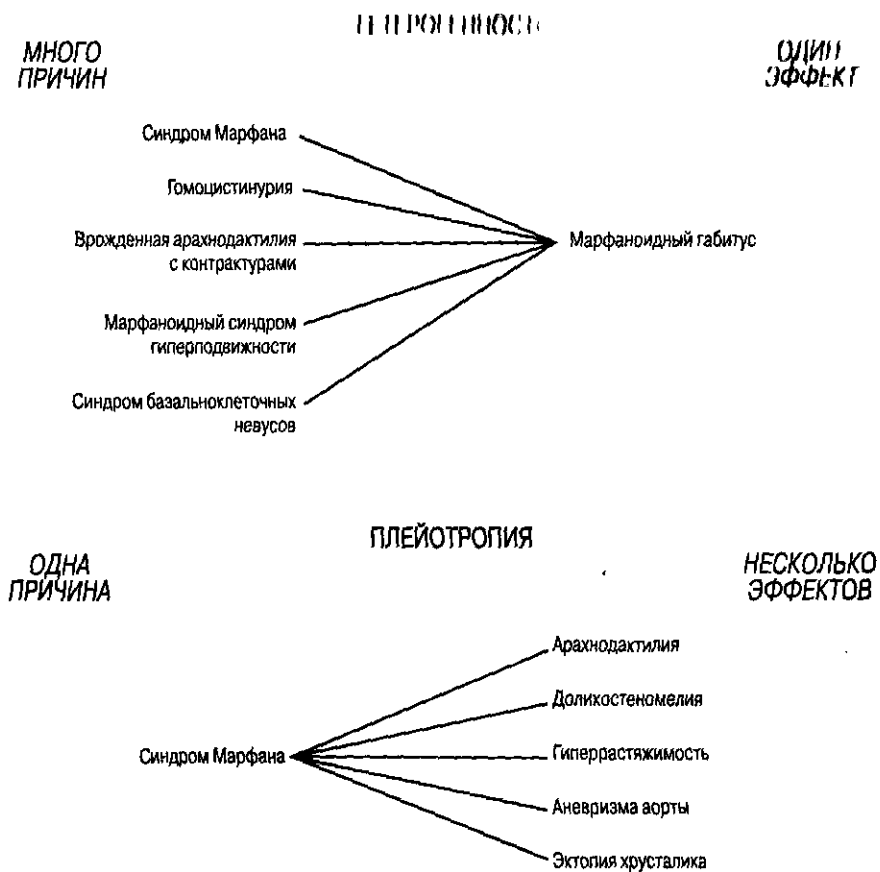 МНОГО
ПРИЧИН
ОДИН
ЭФФЕКТ
Синдром Марфана
Гомоцистинурия
Врожденная арахнодактилия
с контрактурами
Марфаноидный синдром
гиперподвижности
Синдром базальноклеточных
невусов
Марфаноидный габитус
ПЛЕЙОТРОПИЯ
ОДНА
ПРИЧИНА
НЕСКОЛЬКО
ЭФФЕКТОВ
Синдром Марфана
Арахнодактилия
Долихостеномелия
Гиперрастяжимость
Аневризма аорты
Эктопия хрусталика